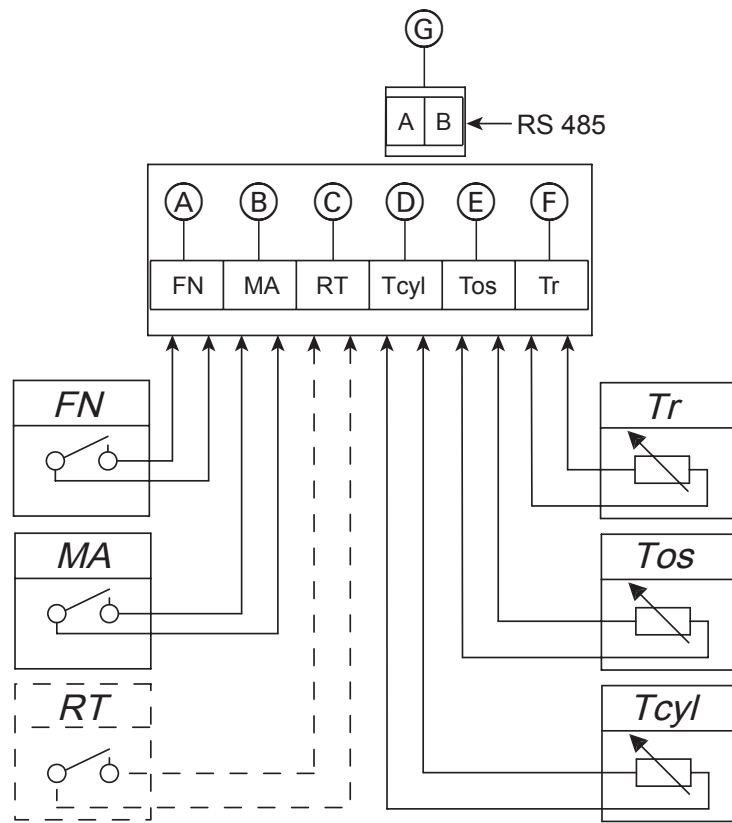 G
A B RS 485
A B C D E F
FN MA RT Tcyl Tos Tr
FN
Tr
MA
Tos
RT
Tcyl